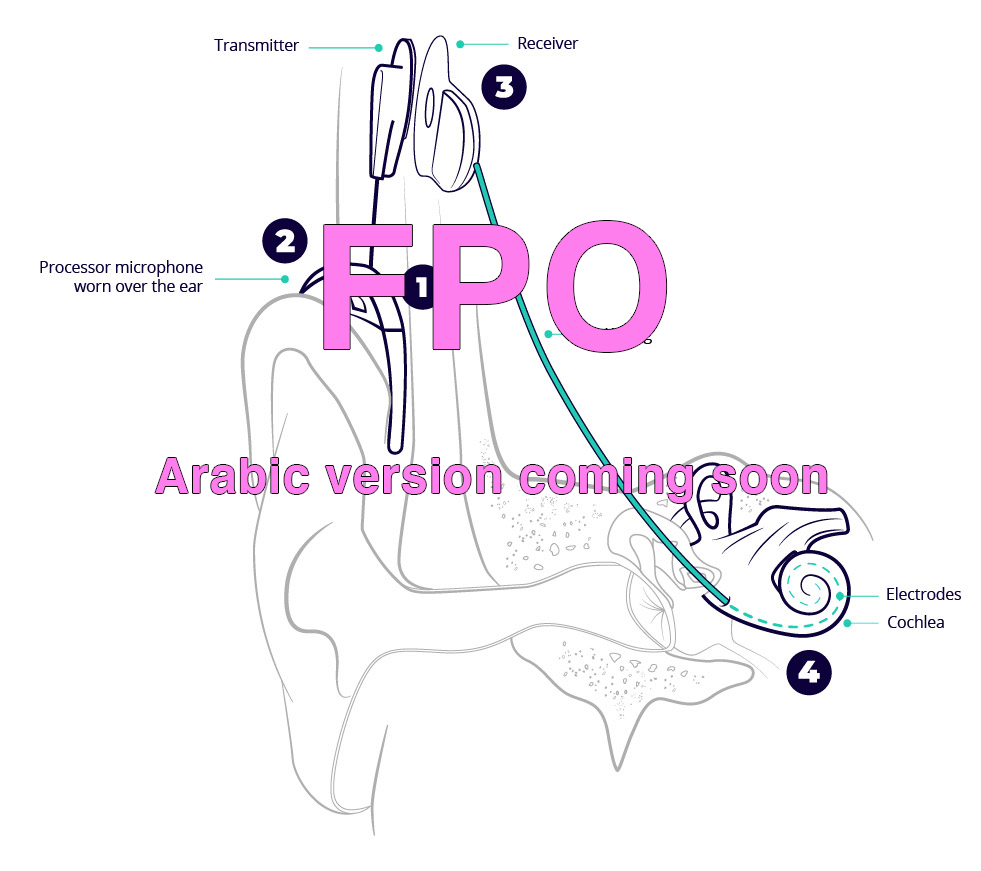 Transmitter
Receiver
3
2
Processor microphone
worn over the ear
1
FPO
Arabic version coming soon
Electrodes
Cochlea
4